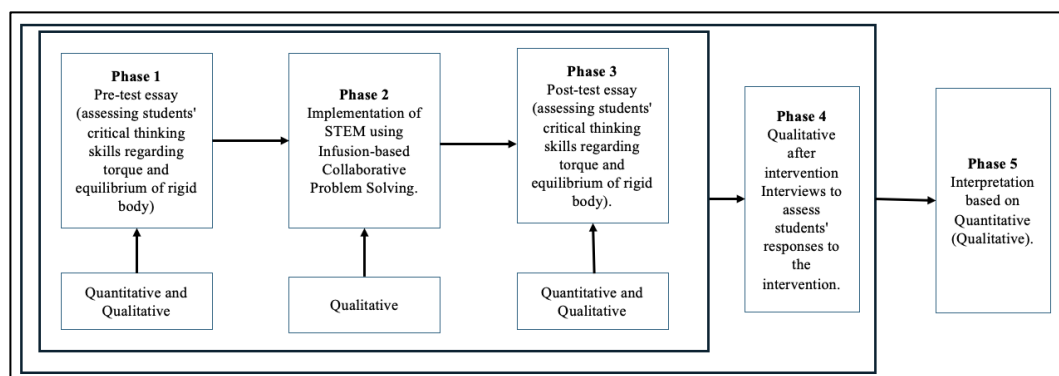 Phase 1
Pre-test essay
(assessing students'
critical thinking
skills regarding
torque and
equilibrium of rigid
body)
Phase 2
Implementation of
STEM using
Infusion-based
Collaborative
Problem Solving.
Phase 3
Post-test essay
(assessing students'
critical thinking
skills regarding
torque and
equilibrium of rigid
body).
Quantitative and
Qualitative
Qualitative
Quantitative and
Qualitative
Phase 4
Qualitative
after
intervention
Interviews to
assess
students'
responses to
the
intervention.
Phase 5
Interpretation
based on
Quantitative
(Qualitative).